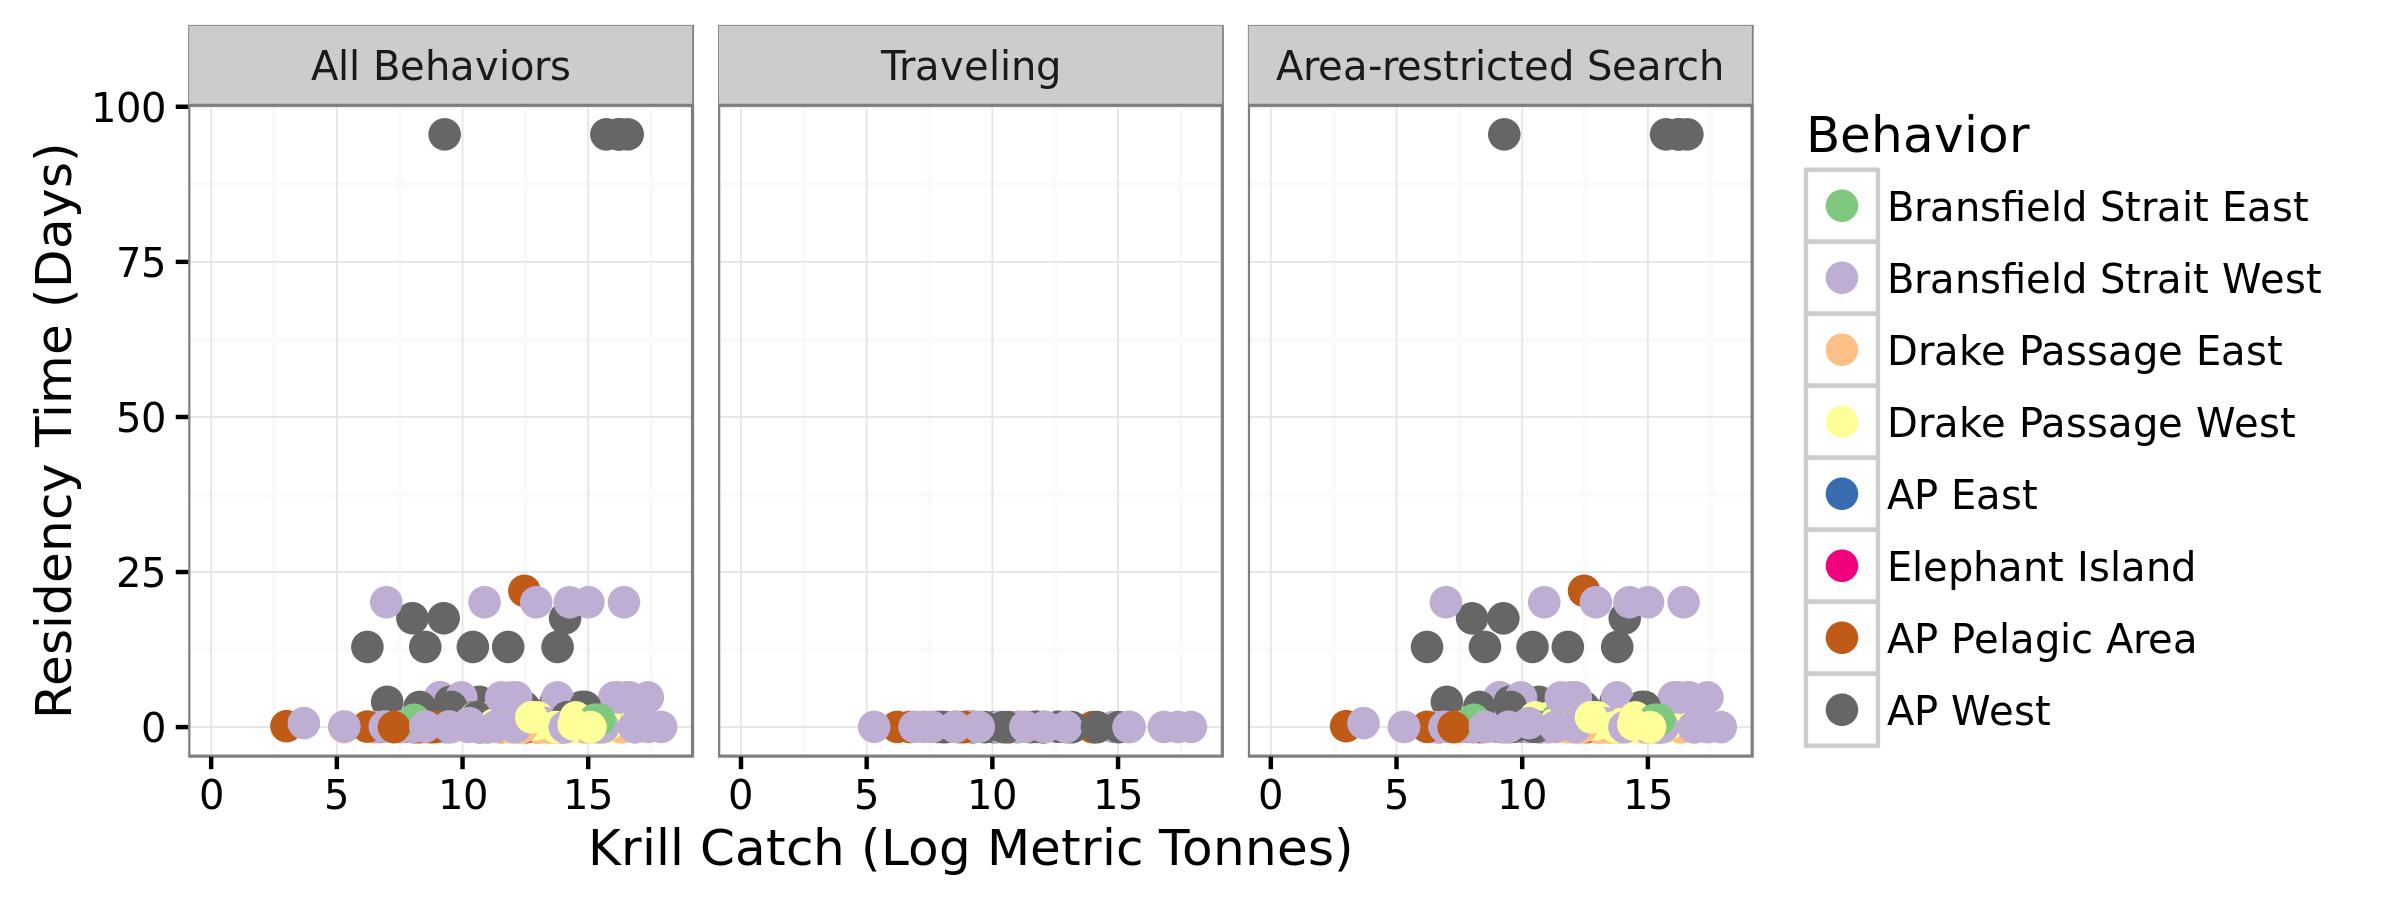 All Behaviors
Traveling
Area-restricted Search
Residency Time (Days)
100
75
50
25
0
0 5 10 15
0 5 10 15
0 5 10 15
Krill Catch (Log Metric Tonnes)
Behavior
Bransfield Strait East
Bransfield Strait West
Drake Passage East
Drake Passage West
AP East
Elephant Island
AP Pelagic Area
AP West